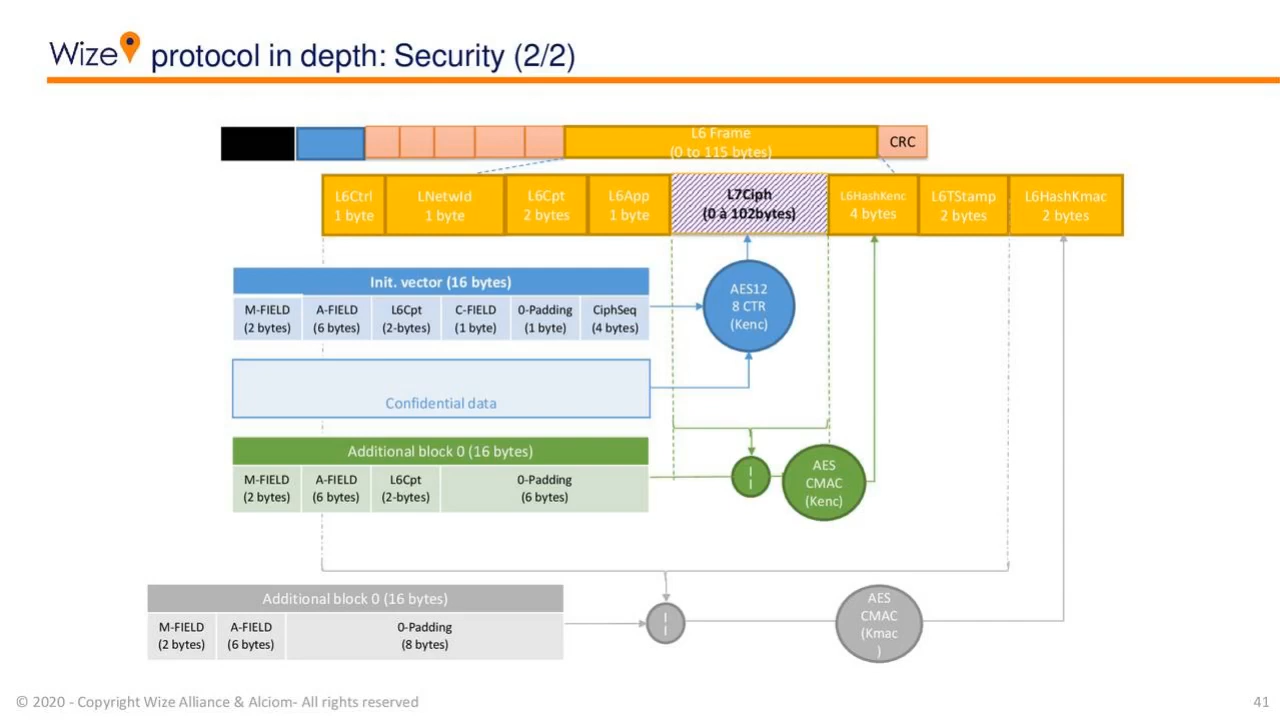 Wize protocol in depth: Security (2/2)
L6 Frame
(0 to 115 bytes)
CRC
L6Ctrl
1 byte
LNetwId
1 byte
L6Cpt
2 bytes
L6App
1 byte
L7Ciph
(0 à 102bytes)
L6HashKenc
4 bytes
L6TStamp
2 bytes
L6HashKmac
2 bytes
Init. vector (16 bytes)
M-FIELD
(2 bytes)
A-FIELD
(6 bytes)
L6Cpt
(2-bytes)
C-FIELD
(1 byte)
0-Padding
(1 byte)
CiphSeq
(4 bytes)
AES12
8 CTR
(Kenc)
Confidential data
Additional block 0 (16 bytes)
M-FIELD
(2 bytes)
A-FIELD
(6 bytes)
L6Cpt
(2-bytes)
0-Padding
(6 bytes)
|
|
AES
CMAC
(Kenc)
Additional block 0 (16 bytes)
M-FIELD
(2 bytes)
A-FIELD
(6 bytes)
0-Padding
(8 bytes)
|
|
AES
CMAC
(Kmac
)
© 2020 - Copyright Wize Alliance & Alciom- All rights reserved
41